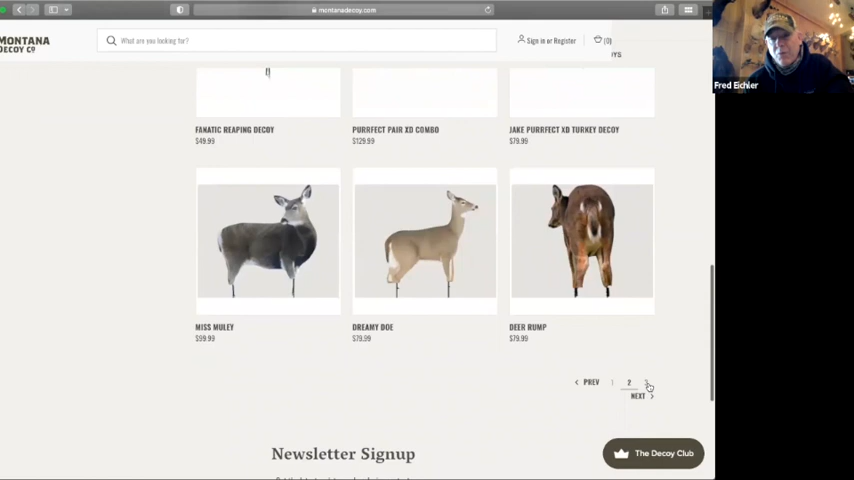 montanadecoy.com
MONTANA
DECOY CO
What are you looking for?
Sign in or Register
(0)
OYS
Fred Eichler
FANATIC REAPING DECOY
$49.99
PURRFECT PAIR XD COMBO
$129.99
JAKE PURRFECT XD TURKEY DECOY
$79.99
MISS MULEY
$99.99
DREAMY DOE
$79.99
DEER RUMP
$79.99
PREV 1 2
NEXT
Newsletter Signup
The Decoy Club